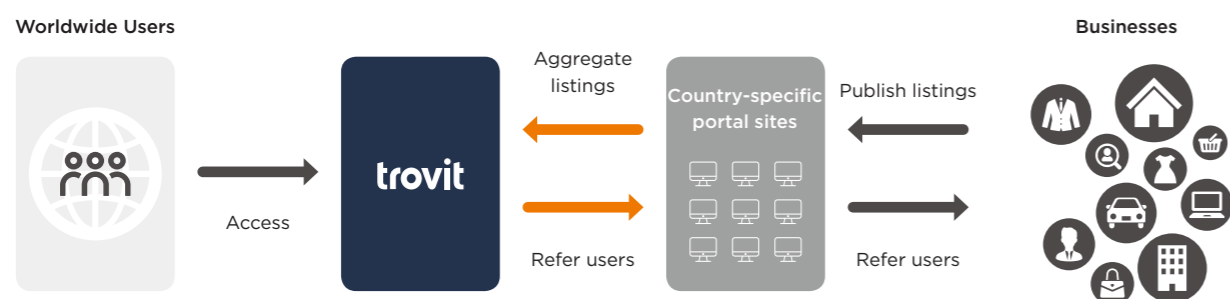 Worldwide Users
Businesses
Aggregate
listings
Country-specific
portal sites
Publish listings
trovit
Access
Refer users
Refer users